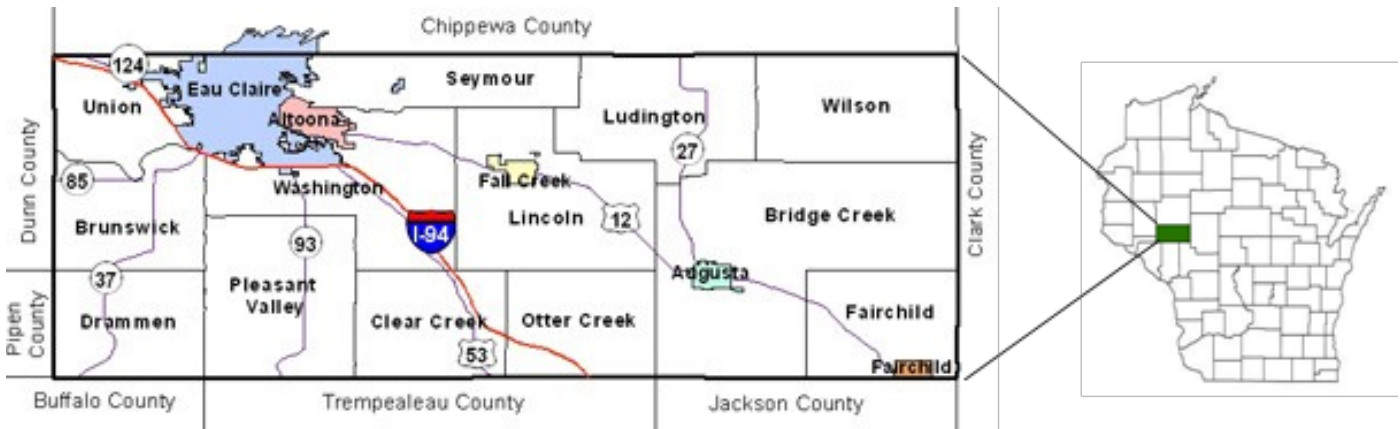 Chippewa County
124
Eau Claire
Seymour
Union
Altoona
Ludington
Wilson
27
Dunn County
85
Washington
Fall Creek
Clark County
Brunswick
Lincoln
12
Bridge Creek
I-94
93
37
Pleasant
Valley
Augusta
Pipen
County
Drammen
Clear Creek
Otter Creek
Fairchild
53
Fairchild
Buffalo County
Trempealeau County
Jackson County